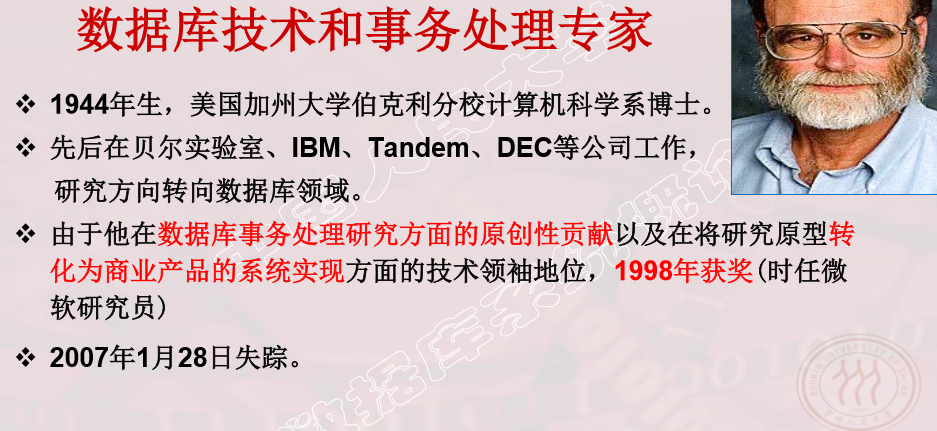 数据库技术和事务处理专家
❖ 1944年生，美国加州大学伯克利分校计算机科学系博士。
❖ 先后在贝尔实验室、IBM、Tandem、DEC等公司工作，
研究方向转向数据库领域。
❖ 由于他在数据库事务处理研究方面的原创性贡献以及在将研究原型转
化为商业产品的系统实现方面的技术领袖地位，1998年获奖(时任微
软研究员)
❖ 2007年1月28日失踪。